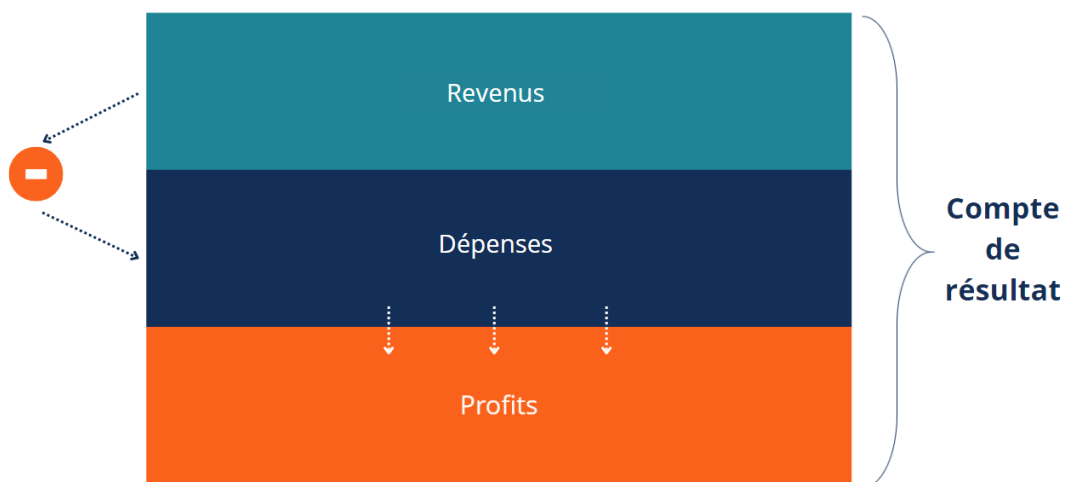 Revenus
Dépenses
Profits
Compte
de
résultat